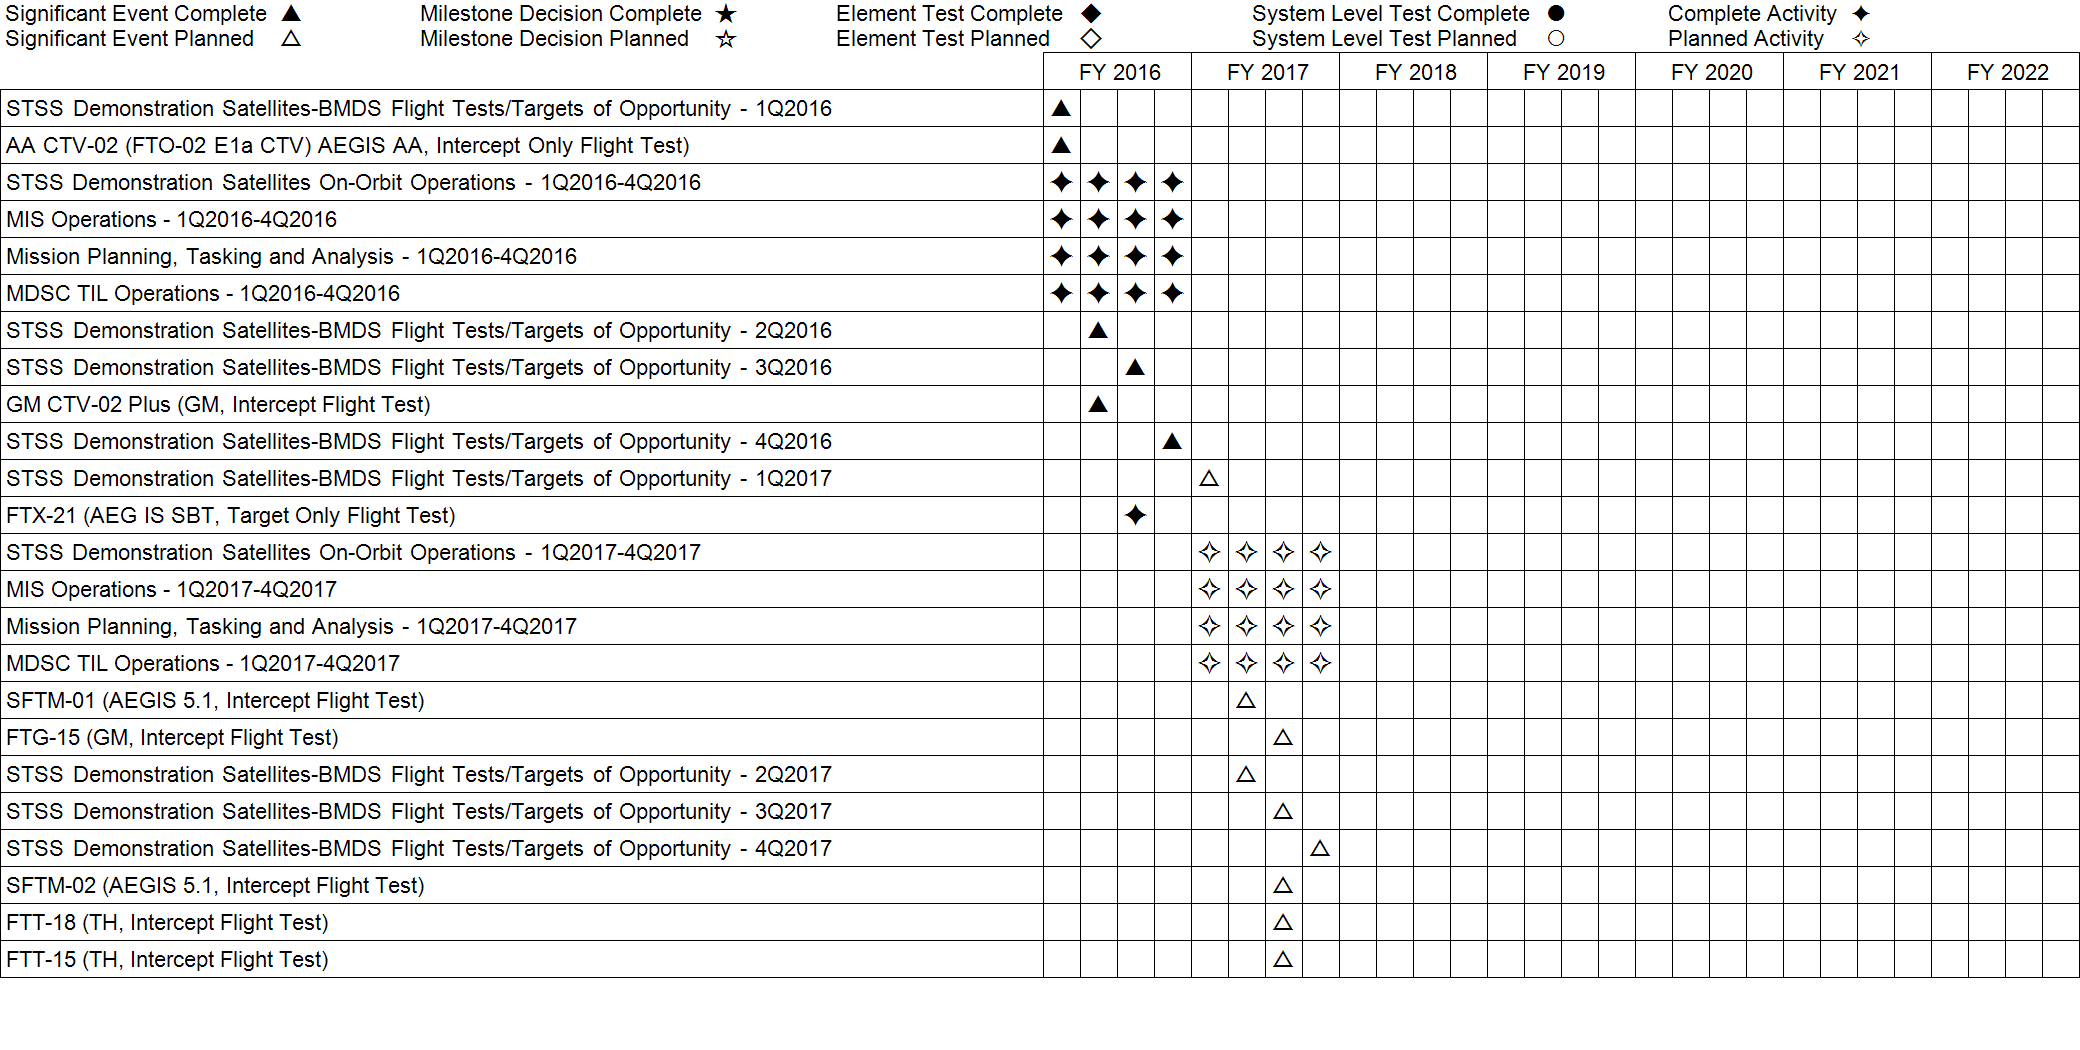 Significant Event Complete ▲ Milestone Decision Complete ★ Element Test Complete ◆ System Level Test Complete ● Complete Activity ✦
Significant Event Planned △ Milestone Decision Planned ☆ Element Test Planned ◇ System Level Test Planned ○ Planned Activity ✧
FY 2016 FY 2017 FY 2018 FY 2019 FY 2020 FY 2021 FY 2022
STSS Demonstration Satellites-BMDS Flight Tests/Targets of Opportunity - 1Q2016 ▲
AA CTV-02 (FTO-02 E1a CTV) AEGIS AA, Intercept Only Flight Test) ▲
STSS Demonstration Satellites On-Orbit Operations - 1Q2016-4Q2016 ✦ ✦ ✦ ✦
MIS Operations - 1Q2016-4Q2016 ✦ ✦ ✦ ✦
Mission Planning, Tasking and Analysis - 1Q2016-4Q2016 ✦ ✦ ✦ ✦
MDSC TIL Operations - 1Q2016-4Q2016 ✦ ✦ ✦ ✦
STSS Demonstration Satellites-BMDS Flight Tests/Targets of Opportunity - 2Q2016 ▲
STSS Demonstration Satellites-BMDS Flight Tests/Targets of Opportunity - 3Q2016 ▲
GM CTV-02 Plus (GM, Intercept Flight Test) ▲
STSS Demonstration Satellites-BMDS Flight Tests/Targets of Opportunity - 4Q2016 ▲
STSS Demonstration Satellites-BMDS Flight Tests/Targets of Opportunity - 1Q2017 △
FTX-21 (AEG IS SBT, Target Only Flight Test) ✦
STSS Demonstration Satellites On-Orbit Operations - 1Q2017-4Q2017 ✧ ✧ ✧ ✧
MIS Operations - 1Q2017-4Q2017 ✧ ✧ ✧ ✧
Mission Planning, Tasking and Analysis - 1Q2017-4Q2017 ✧ ✧ ✧ ✧
MDSC TIL Operations - 1Q2017-4Q2017 ✧ ✧ ✧ ✧
SFTM-01 (AEGIS 5.1, Intercept Flight Test) △
FTG-15 (GM, Intercept Flight Test) △
STSS Demonstration Satellites-BMDS Flight Tests/Targets of Opportunity - 2Q2017 △
STSS Demonstration Satellites-BMDS Flight Tests/Targets of Opportunity - 3Q2017 △
STSS Demonstration Satellites-BMDS Flight Tests/Targets of Opportunity - 4Q2017 △
SFTM-02 (AEGIS 5.1, Intercept Flight Test) △
FTT-18 (TH, Intercept Flight Test) △
FTT-15 (TH, Intercept Flight Test) △